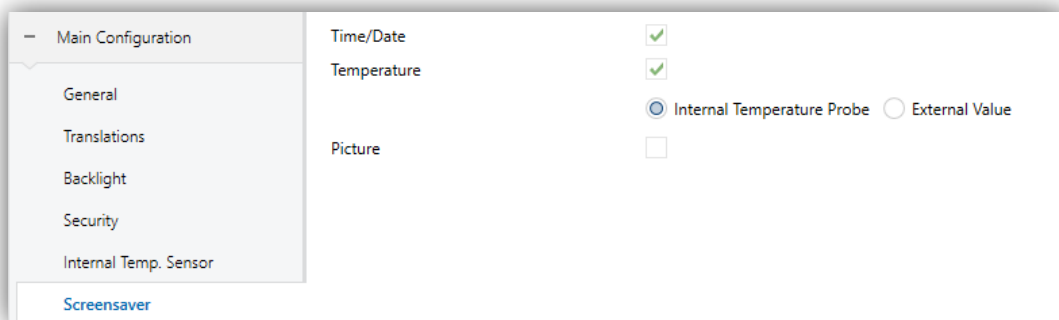 Main Configuration
General
Translations
Backlight
Security
Internal Temp. Sensor
Screensaver
Time/Date
Temperature
Internal Temperature Probe External Value
Picture